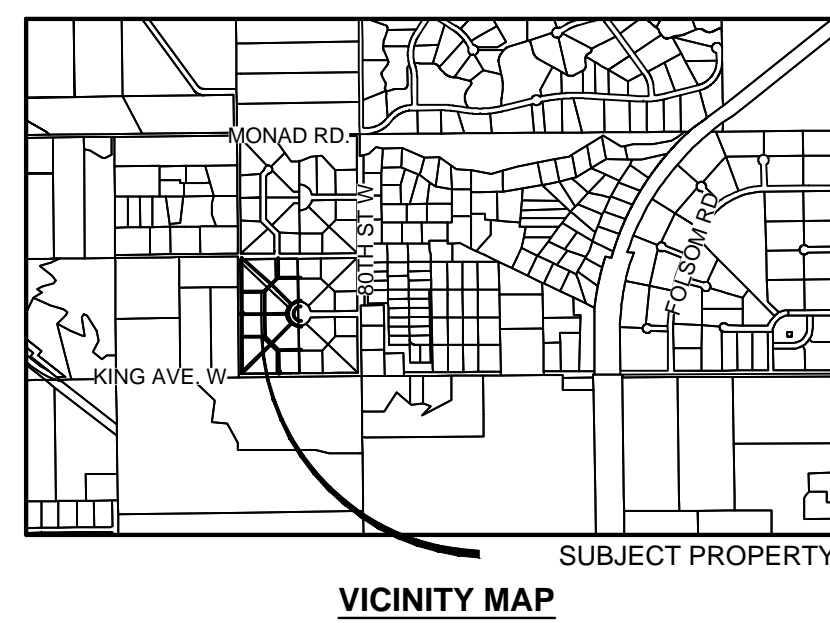 MONAD RD.
80TH ST W
FOLSOM RD
KING AVE. W
SUBJECT PROPERTY
VICINITY MAP